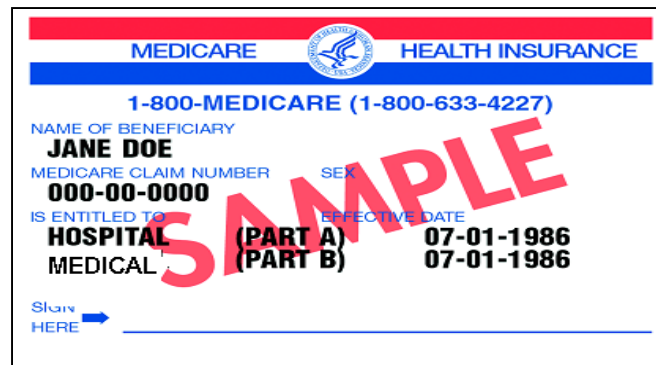 MEDICARE HEALTH INSURANCE
1-800-MEDICARE (1-800-633-4227)
NAME OF BENEFICIARY
JANE DOE
MEDICARE CLAIM NUMBER SEX
000-00-0000
IS ENTITLED TO EFFECTIVE DATE
HOSPITAL (PART A) 07-01-1986
MEDICAL (PART B) 07-01-1986
SAMPLE
SIGN
HERE